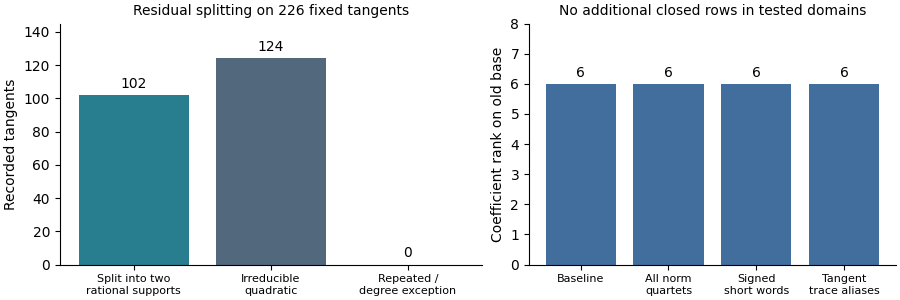 Residual splitting on 226 fixed tangents
Recorded tangents
140
120
100
80
60
40
20
0
102
124
0
Split into two
rational supports
Irreducible
quadratic
Repeated /
degree exception
No additional closed rows in tested domains
Coefficient rank on old base
8
7
6
5
4
3
2
1
0
6
6
6
6
Baseline
All norm
quartets
Signed
short words
Tangent
trace aliases